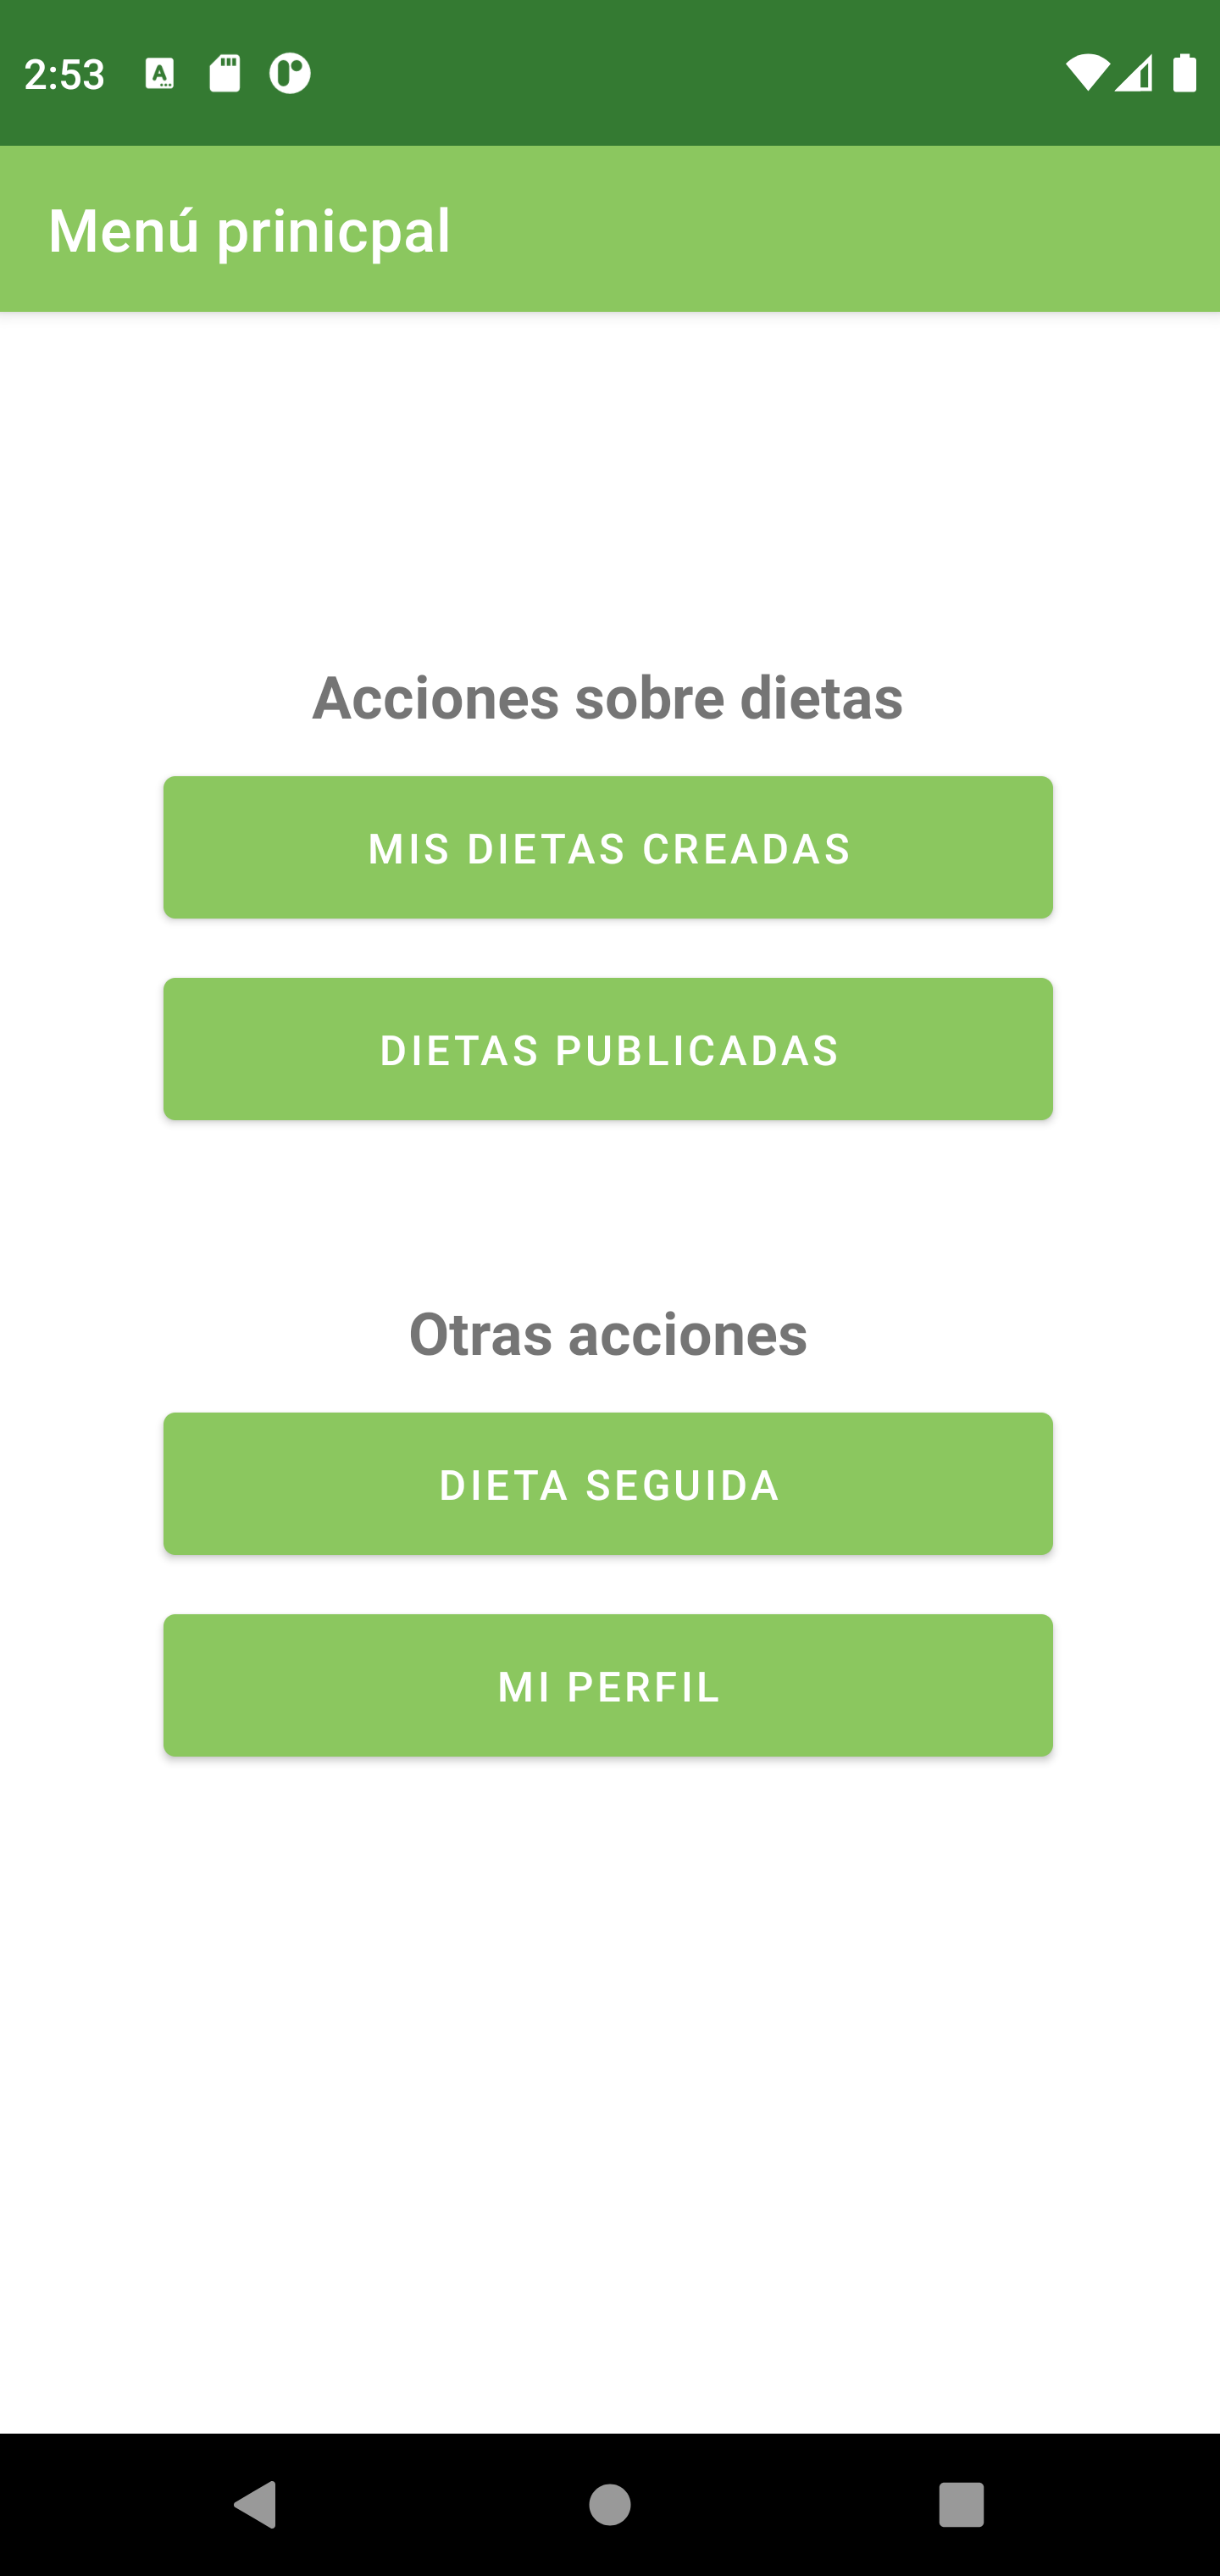 2:53
Menú prinicpal
Acciones sobre dietas
MIS DIETAS CREADAS
DIETAS PUBLICADAS
Otras acciones
DIETA SEGUIDA
MI PERFIL